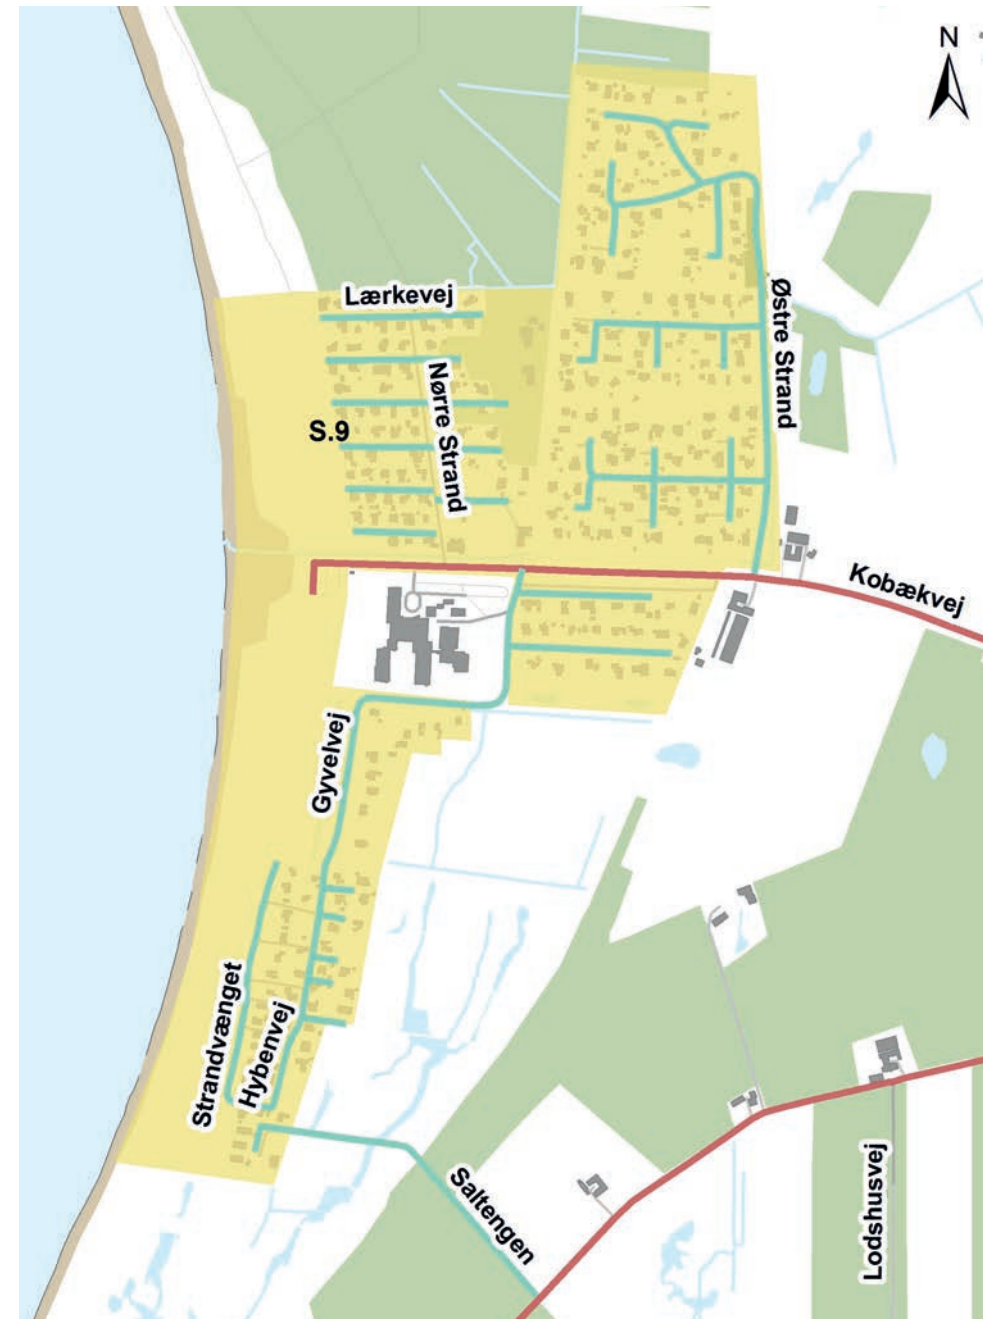 N
Lærkevej
Østre Strand
Nørre Strand
S.9
Kobækvej
Gyvelvej
Strandvænget
Hybenvej
Saltengen
Lodshusvej